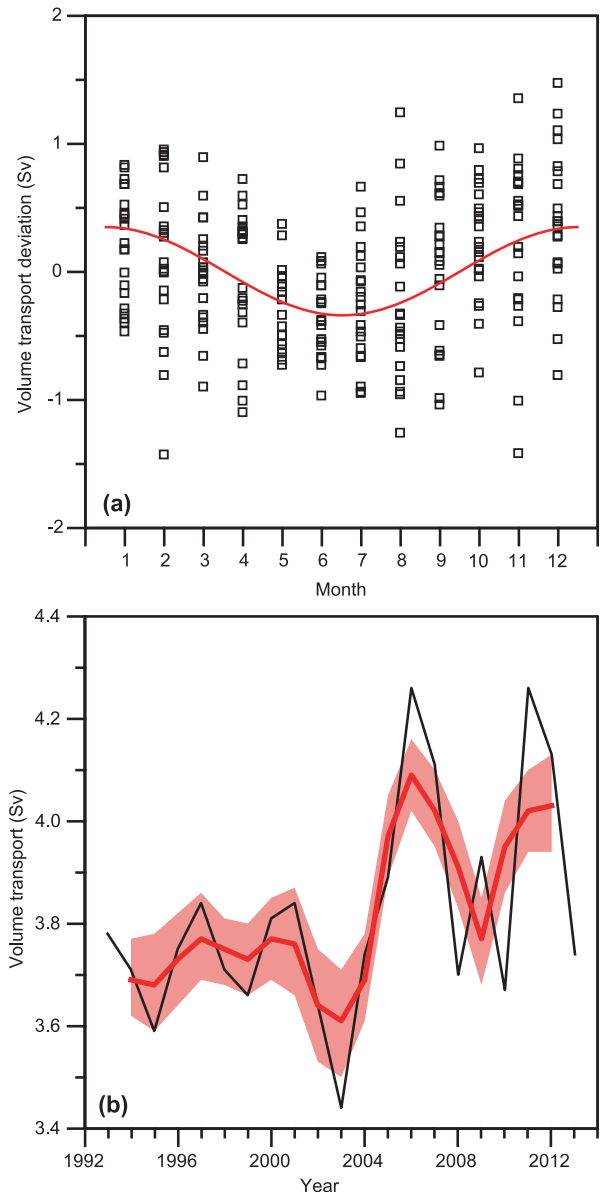 2
1
0
-1
-2
Volume transport deviation (Sv)
(a)
1 2 3 4 5 6 7 8 9 10 11 12
Month
4.4
4.2
4.0
3.8
3.6
3.4
Volume transport (Sv)
(b)
1992 1996 2000 2004 2008 2012
Year